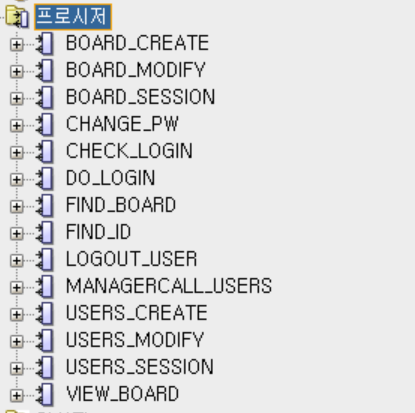 프로시저
BOARD_CREATE
BOARD_MODIFY
BOARD_SESSION
CHANGE_PW
CHECK_LOGIN
DO_LOGIN
FIND_BOARD
FIND_ID
LOGOUT_USER
MANAGERCALL_USERS
USERS_CREATE
USERS_MODIFY
USERS_SESSION
VIEW_BOARD